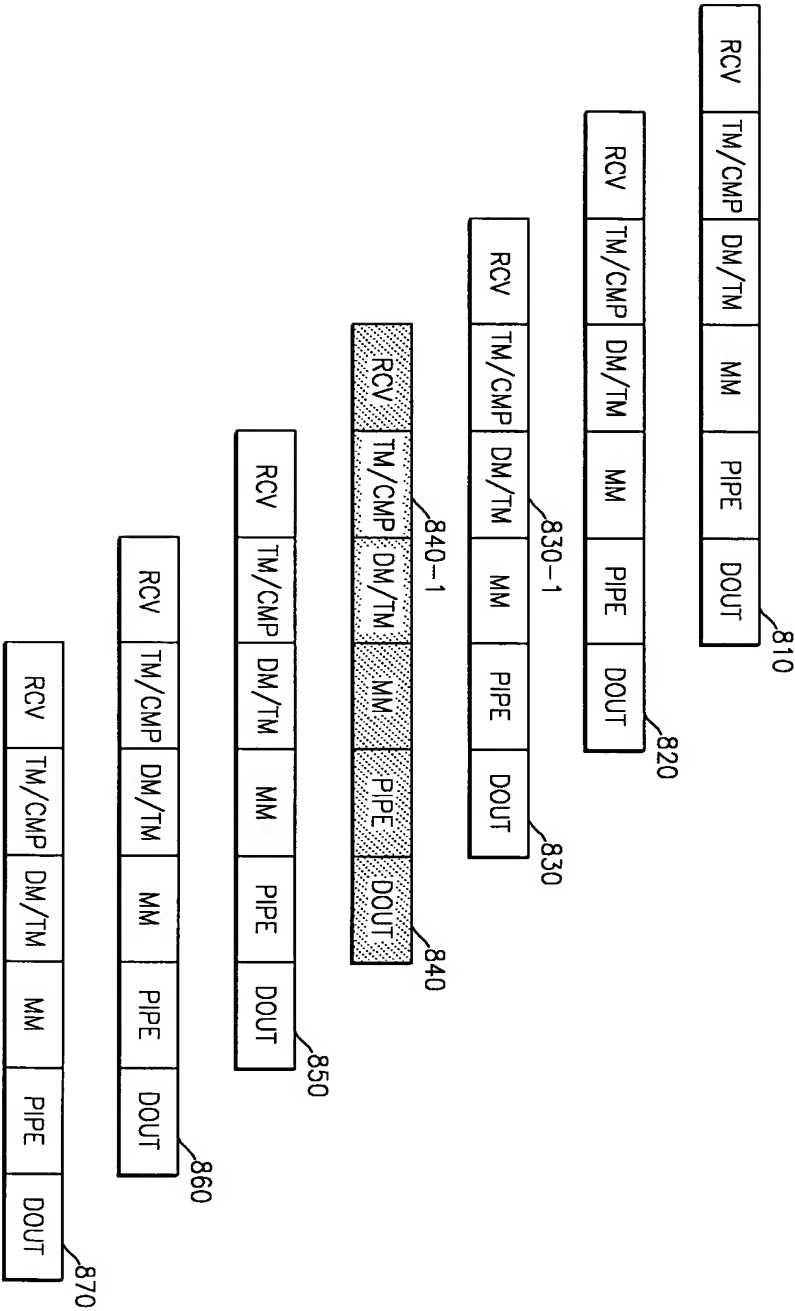 RCV TM/CMP DM/TM MM PIPE DOUT
810
RCV TM/CMP DM/TM MM PIPE DOUT
820
RCV TM/CMP DM/TM MM PIPE DOUT
830-1
830
RCV TM/CMP DM/TM MM PIPE DOUT
840-1
840
RCV TM/CMP DM/TM MM PIPE DOUT
850
RCV TM/CMP DM/TM MM PIPE DOUT
860
RCV TM/CMP DM/TM MM PIPE DOUT
870